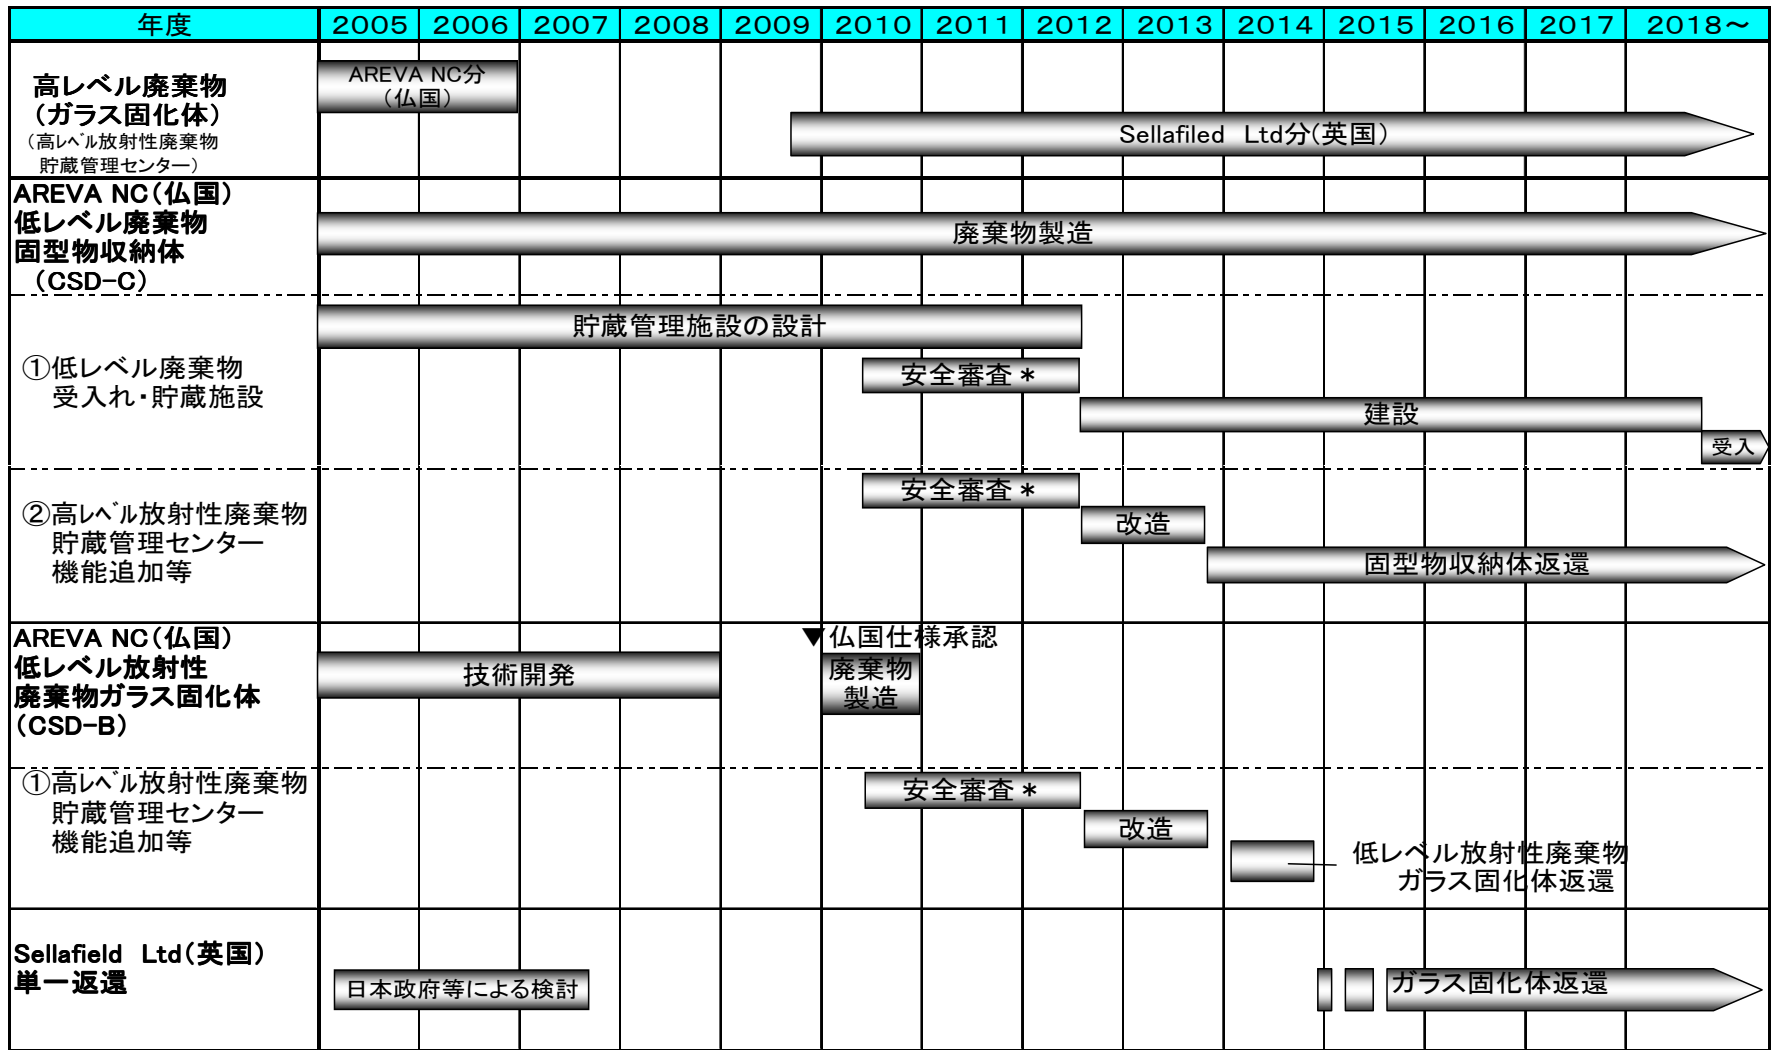 年度 2005 2006 2007 2008 2009 2010 2011 2012 2013 2014 2015 2016 2017 2018～
高レベル廃棄物
（ガラス固化体）
（高レベル放射性廃棄物
貯蔵管理センター）
AREVA NC分
（仏国）
Sellafiled Ltd分（英国）
AREVA NC（仏国）
低レベル廃棄物
固型物収納体
（CSD-C）
廃棄物製造
貯蔵管理施設の設計
①低レベル廃棄物
受入れ・貯蔵施設
安全審査＊
建設
受入
②高レベル放射性廃棄物
貯蔵管理センター
機能追加等
安全審査＊
改造
固型物収納体返還
AREVA NC（仏国）
低レベル放射性
廃棄物ガラス固化体
（CSD-B）
技術開発
▼仏国仕様承認
廃棄物
製造
①高レベル放射性廃棄物
貯蔵管理センター
機能追加等
安全審査＊
改造
低レベル放射性廃棄物
ガラス固化体返還
Sellafield Ltd（英国）
単一返還
日本政府等による検討
ガラス固化体返還